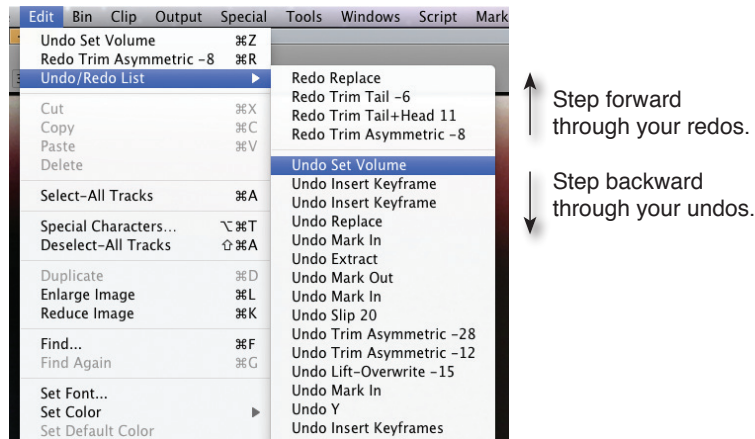 Edit Bin Clip Output Special Tools Windows Script Mark
Undo Set Volume ⌘Z
Redo Trim Asymmetric -8 ⌘R
Undo/Redo List ▶
Cut ⌘X
Copy ⌘C
Paste ⌘V
Delete
Select-All Tracks ⌘A
Special Characters... ⌥⌘T
Deselect-All Tracks ⇧⌘A
Duplicate ⌘D
Enlarge Image ⌘L
Reduce Image ⌘K
Find... ⌘F
Find Again ⌘G
Set Font...
Set Color ▶
Set Default Color
Redo Replace
Redo Trim Tail -6
Redo Trim Tail+Head 11
Redo Trim Asymmetric -8
Undo Set Volume
Undo Insert Keyframe
Undo Insert Keyframe
Undo Replace
Undo Mark In
Undo Extract
Undo Mark Out
Undo Mark In
Undo Slip 20
Undo Trim Asymmetric -28
Undo Trim Asymmetric -12
Undo Lift-Overwrite -15
Undo Mark In
Undo Y
Undo Insert Keyframes
Step forward
through your redos.
Step backward
through your undos.